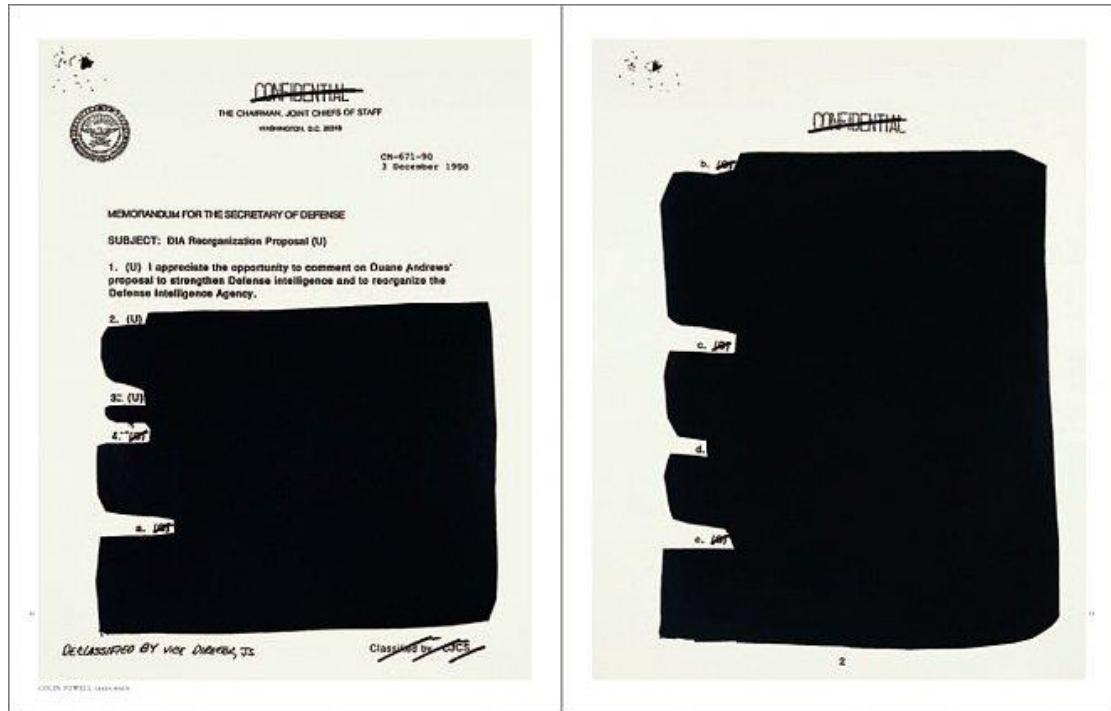 CONFIDENTIAL
THE CHAIRMAN, JOINT CHIEFS OF STAFF
WASHINGTON, D.C.
CM-671-90
3 December 1990
MEMORANDUM FOR THE SECRETARY OF DEFENSE
SUBJECT: DIA Reorganization Proposal (U)
1. (U) I appreciate the opportunity to comment on Duane Andrews'
proposal to strengthen Defense intelligence and to reorganize the
Defense Intelligence Agency.
2. (U)
3. (U)
4.
a.
DECLASSIFIED BY VICE DIRECTOR, JS
Classified by CJCS
COLIN POWELL
CONFIDENTIAL
b.
c.
d.
e.
2